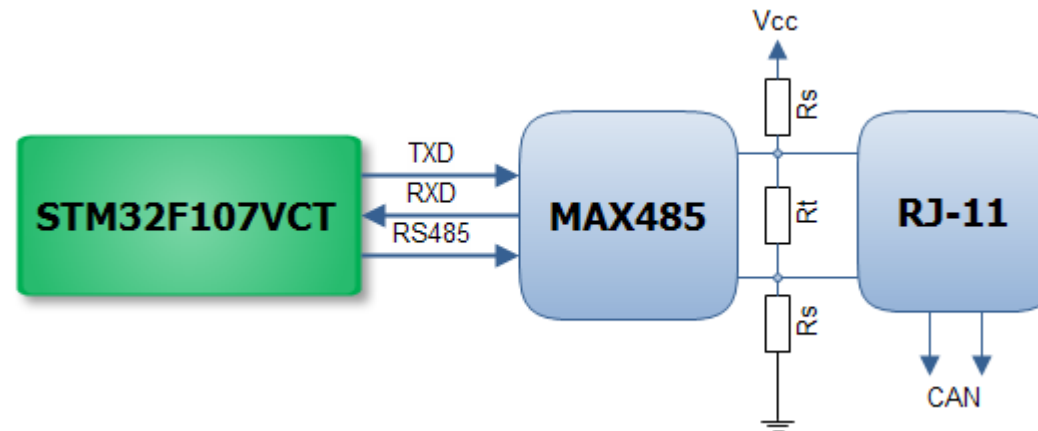 Vcc
Rs
TXD
STM32F107VCT
RXD
MAX485
Rt
RJ-11
RS485
Rs
CAN